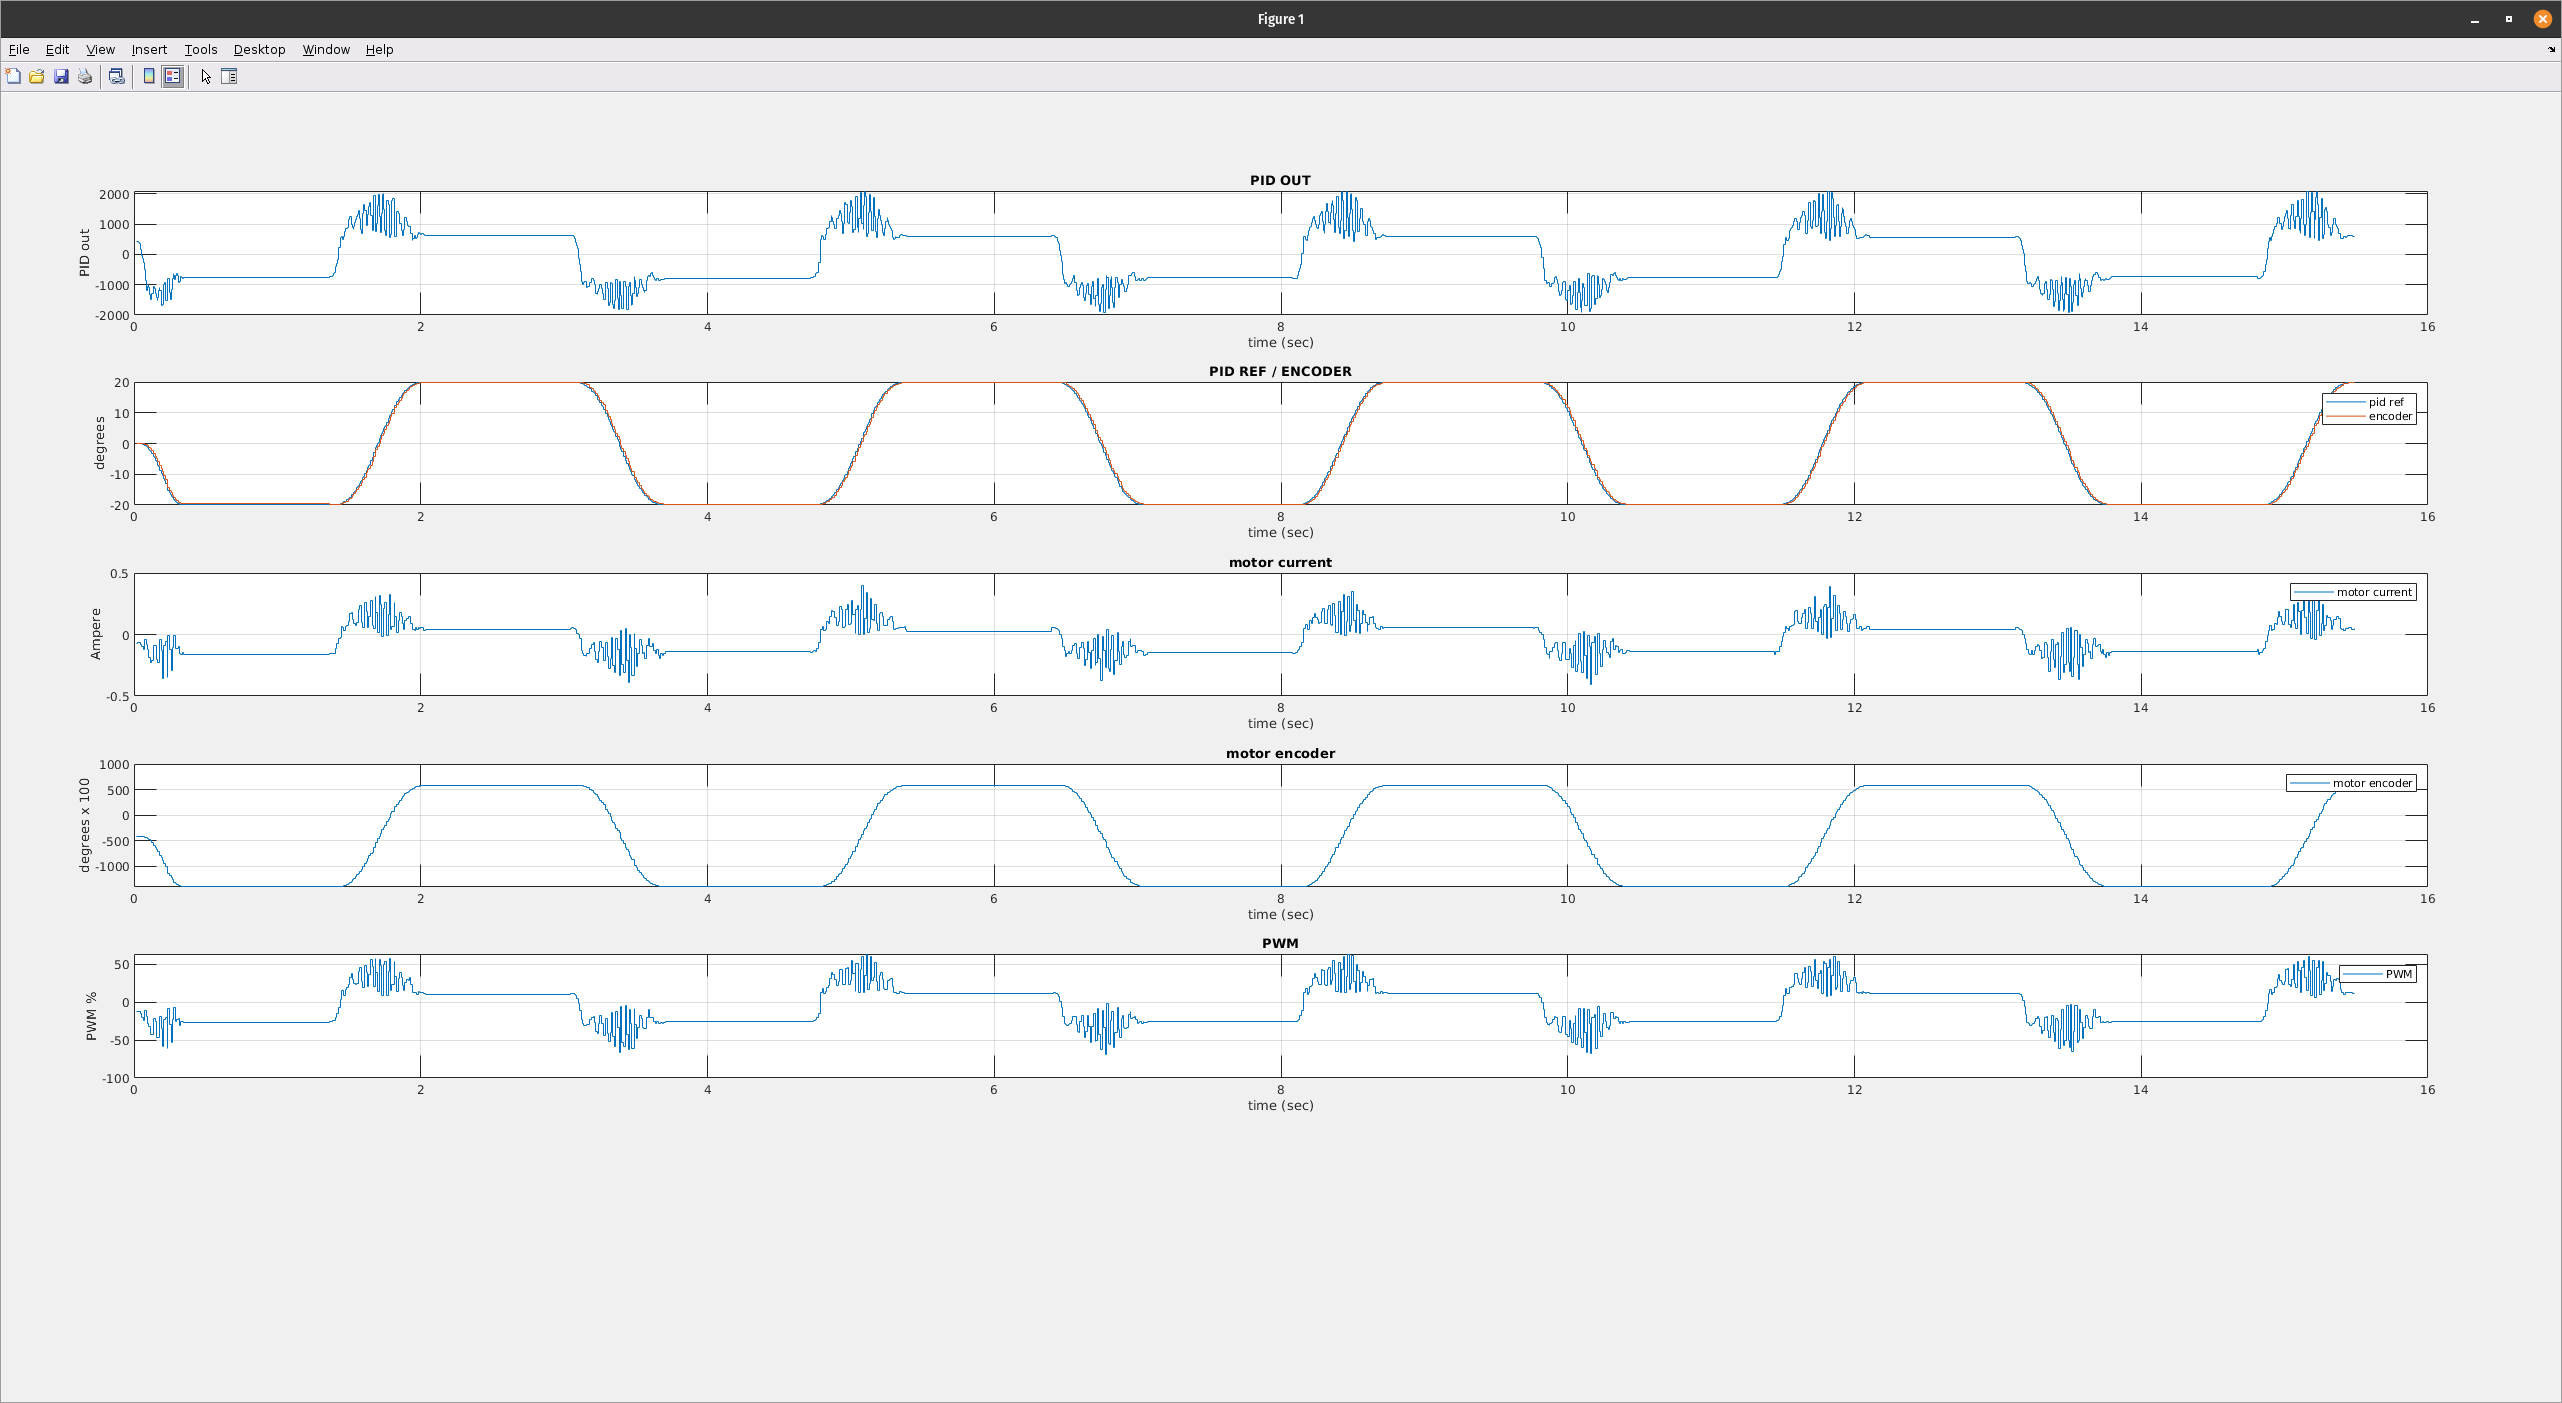 Figure 1
File Edit View Insert Tools Desktop Window Help
PID OUT
PID out
2000
1000
0
-1000
-2000
0 2 4 6 8 10 12 14 16
time (sec)
PID REF / ENCODER
degrees
20
10
0
-10
-20
pid ref
encoder
0 2 4 6 8 10 12 14 16
time (sec)
motor current
Ampere
0.5
0
-0.5
motor current
0 2 4 6 8 10 12 14 16
time (sec)
motor encoder
degrees x 100
1000
500
0
-500
-1000
motor encoder
0 2 4 6 8 10 12 14 16
time (sec)
PWM
PWM %
50
0
-50
-100
PWM
0 2 4 6 8 10 12 14 16
time (sec)